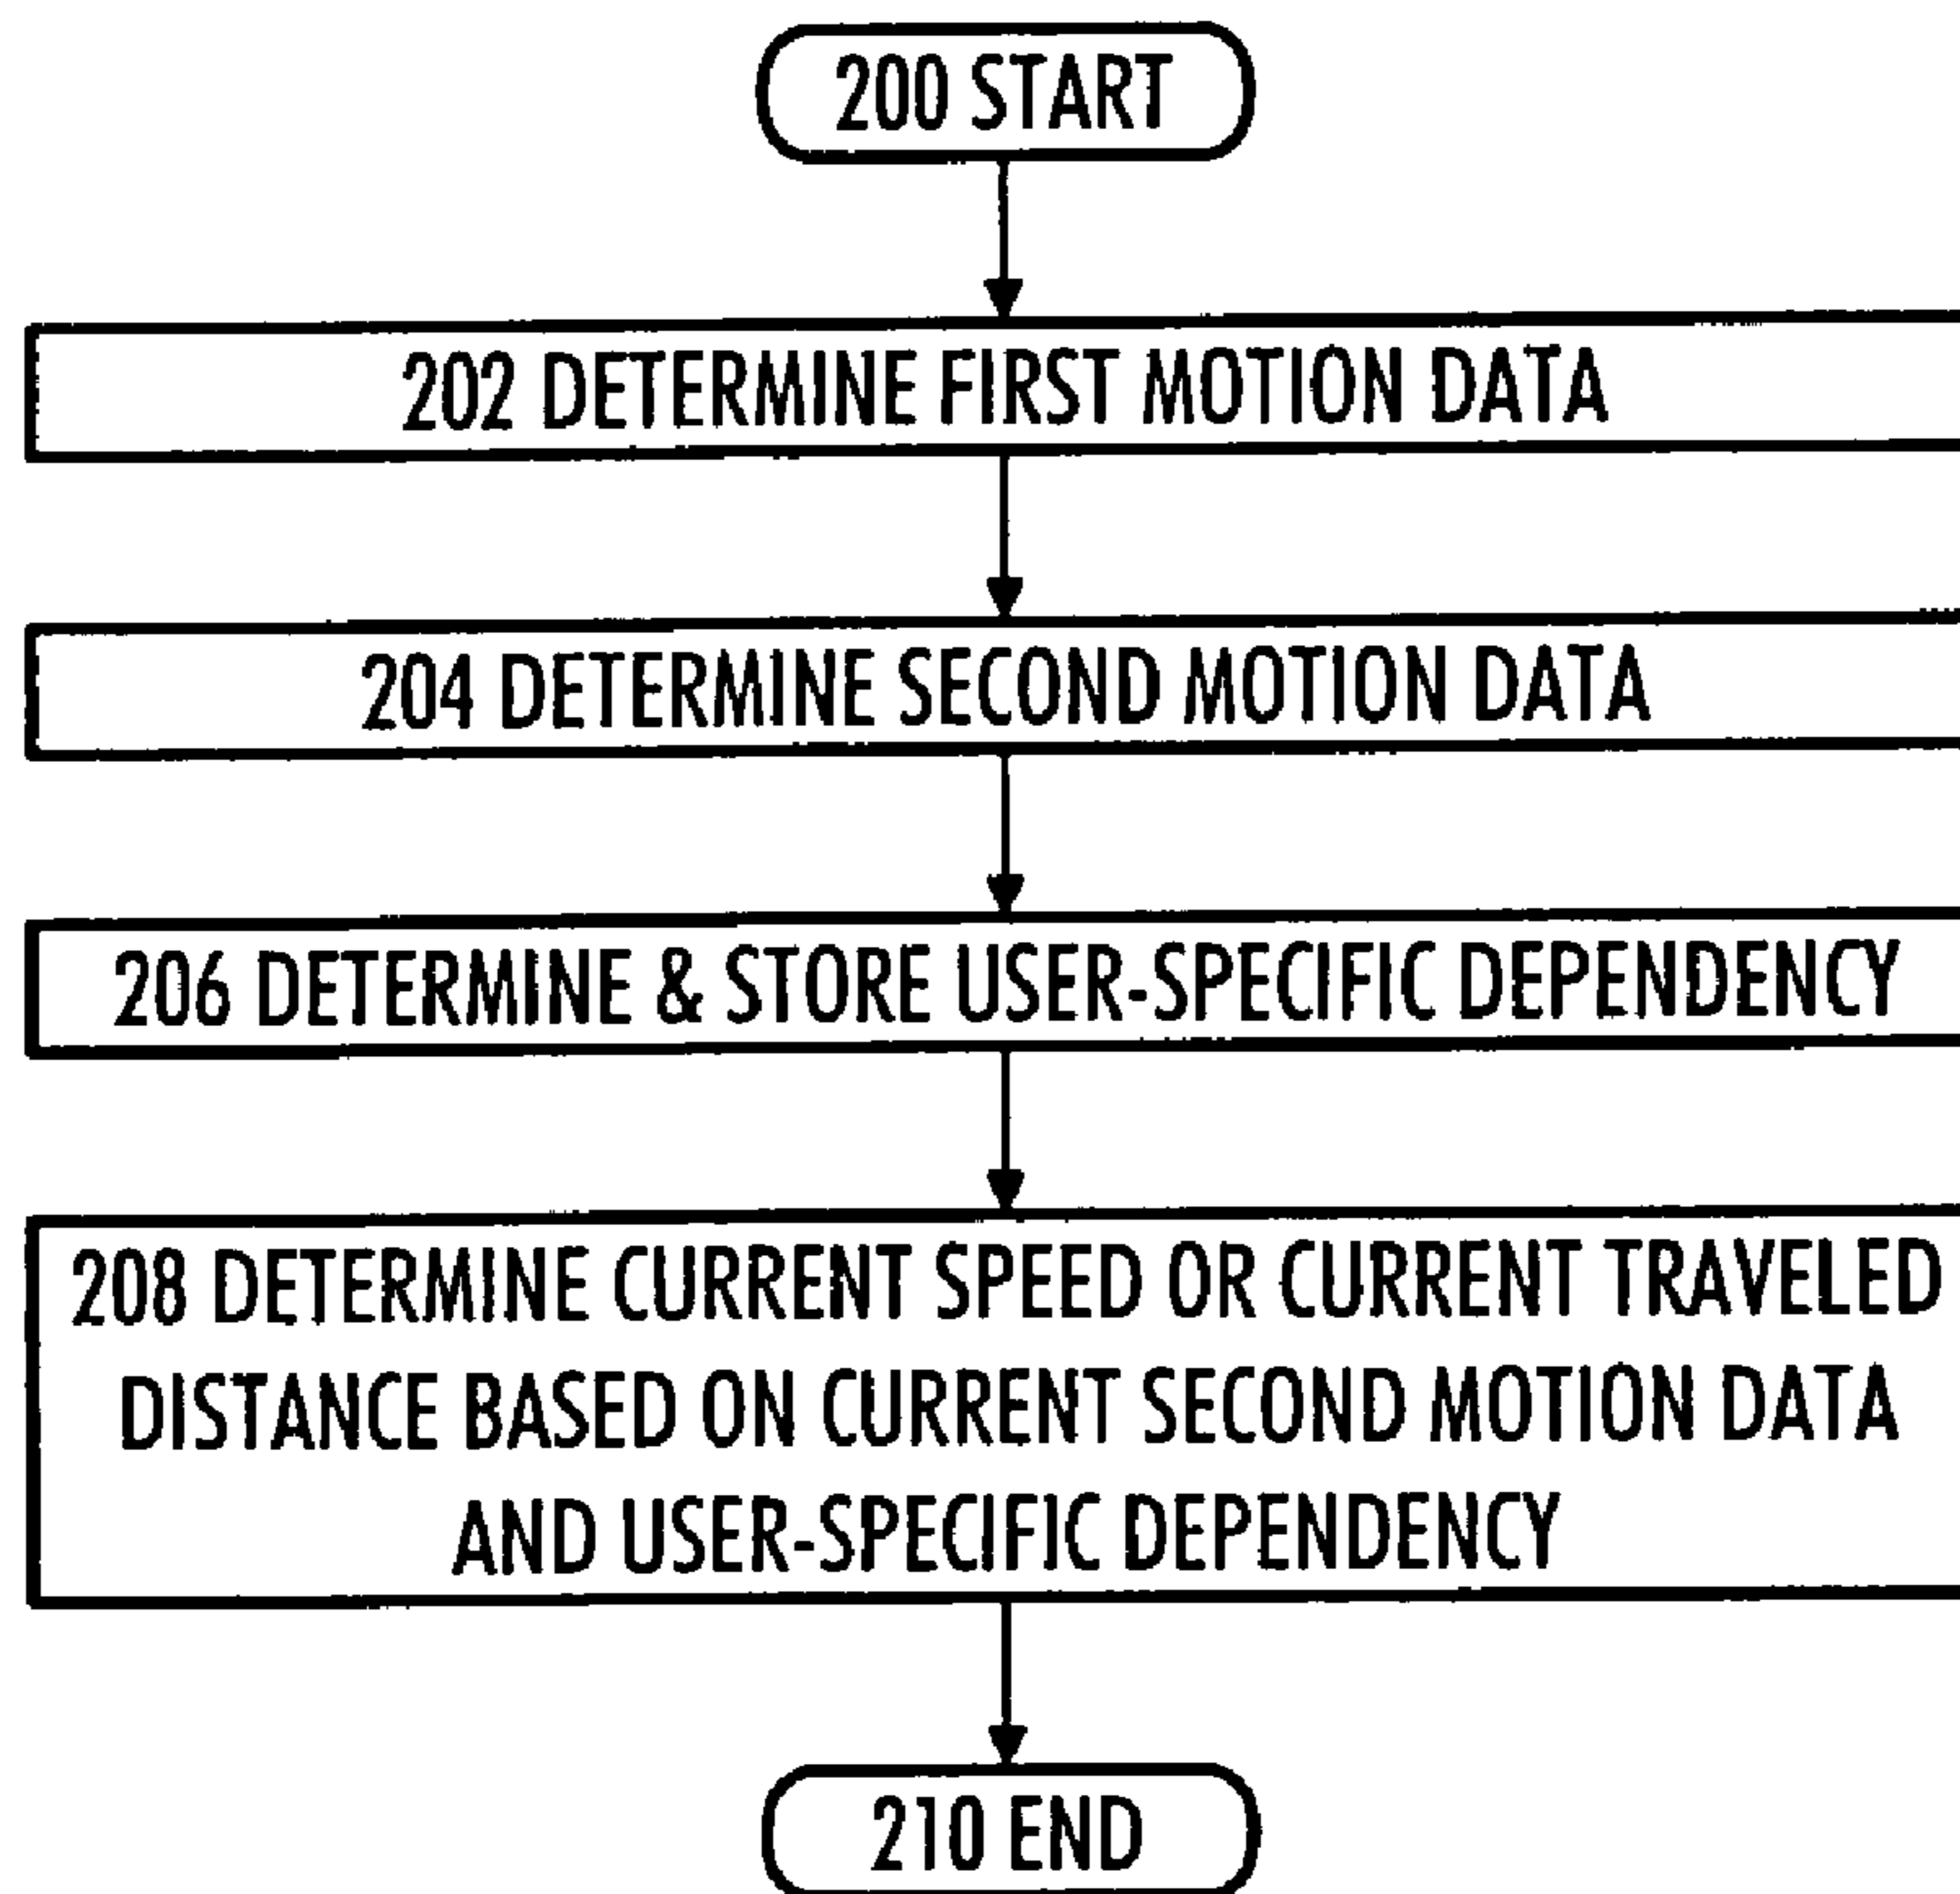 200 START
202 DETERMINE FIRST MOTION DATA
204 DETERMINE SECOND MOTION DATA
206 DETERMINE & STORE USER-SPECIFIC DEPENDENCY
208 DETERMINE CURRENT SPEED OR CURRENT TRAVELED
DISTANCE BASED ON CURRENT SECOND MOTION DATA
AND USER-SPECIFIC DEPENDENCY
210 END